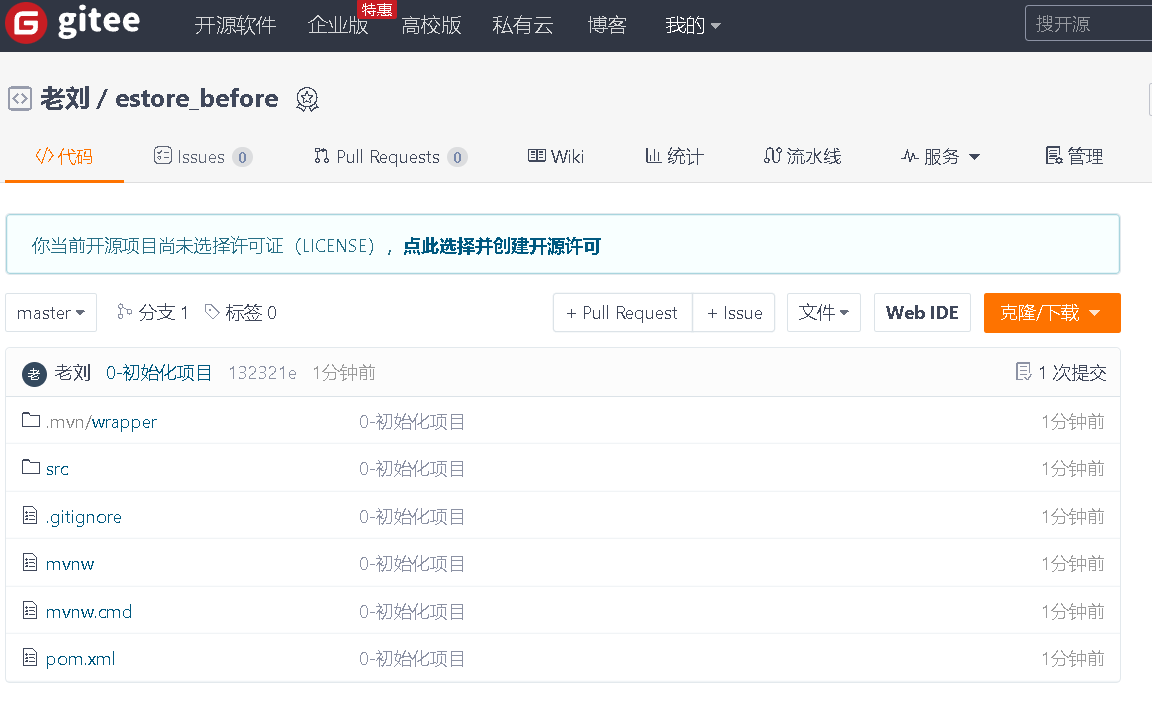 gitee 开源软件 企业版 特惠 高校版 私有云 博客 我的 搜开源
老刘 / estore_before
代码 Issues 0 Pull Requests 0 Wiki 统计 流水线 服务 管理
你当前开源项目尚未选择许可证（LICENSE），点此选择并创建开源许可
master 分支 1 标签 0 + Pull Request + Issue 文件 Web IDE 克隆/下载
老 老刘 0-初始化项目 132321e 1分钟前 1 次提交
.mvn/wrapper 0-初始化项目 1分钟前
src 0-初始化项目 1分钟前
.gitignore 0-初始化项目 1分钟前
mvnw 0-初始化项目 1分钟前
mvnw.cmd 0-初始化项目 1分钟前
pom.xml 0-初始化项目 1分钟前